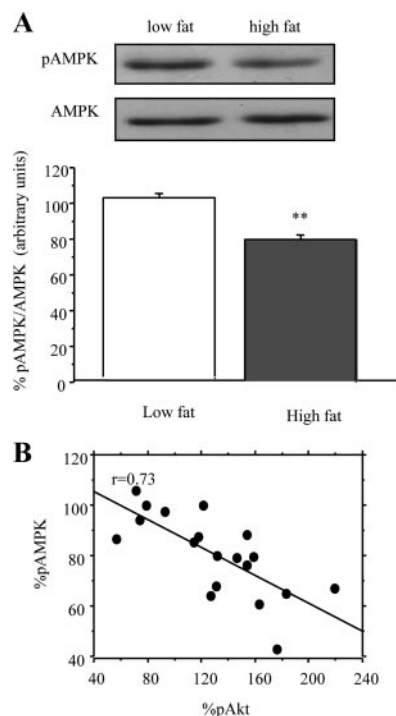 A
low fat high fat
pAMPK
AMPK
% pAMPK/AMPK (arbitrary units)
120
100
80
60
40
20
0
**
Low fat High fat
B
%pAMPK
120
100
80
60
40
r=0.73
40 80 120 160 200 240
%pAkt